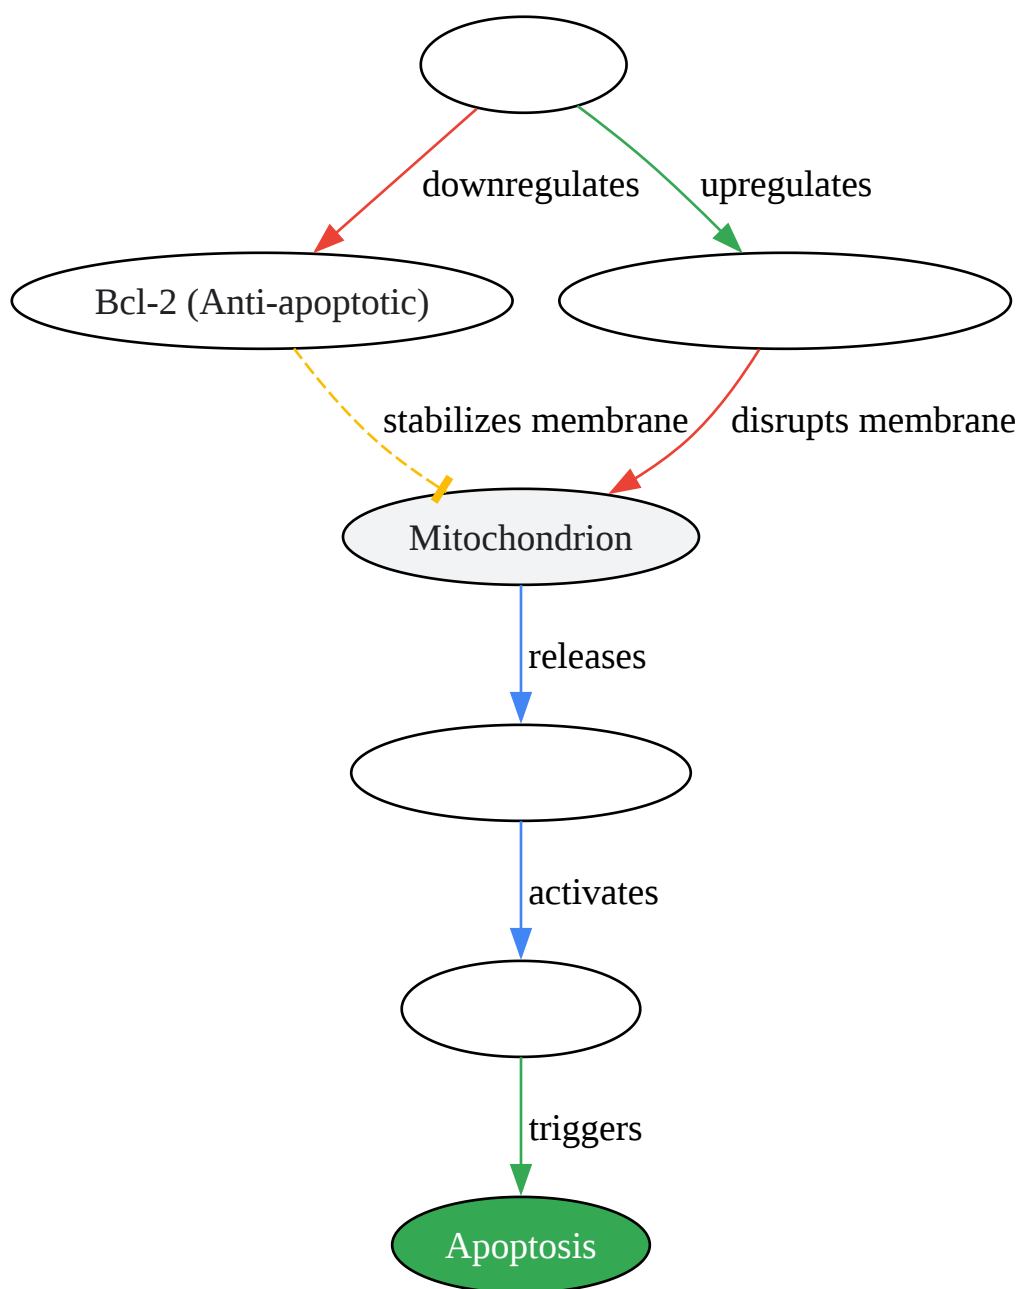 downregulates
upregulates
Bcl-2 (Anti-apoptotic)
stabilizes membrane
disrupts membrane
Mitochondrion
releases
activates
triggers
Apoptosis